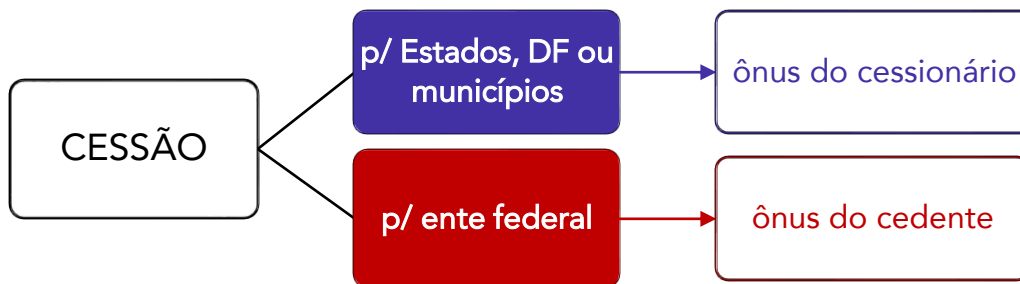 CESSÃO
p/ Estados, DF ou
municípios
ônus do cessionário
p/ ente federal
ônus do cedente